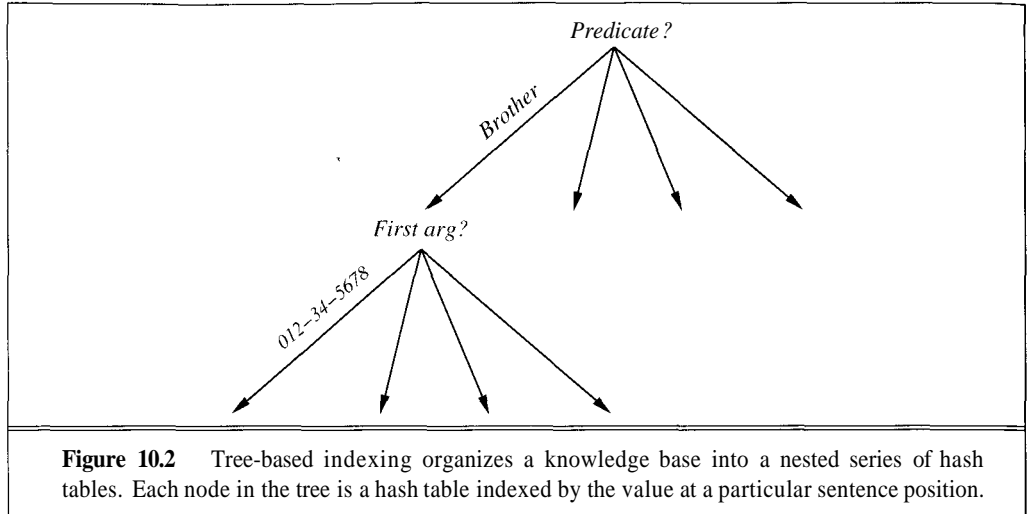 Predicate?
Brother
First arg?
012–34–5678
Figure 10.2 Tree-based indexing organizes a knowledge base into a nested series of hash
tables. Each node in the tree is a hash table indexed by the value at a particular sentence position.